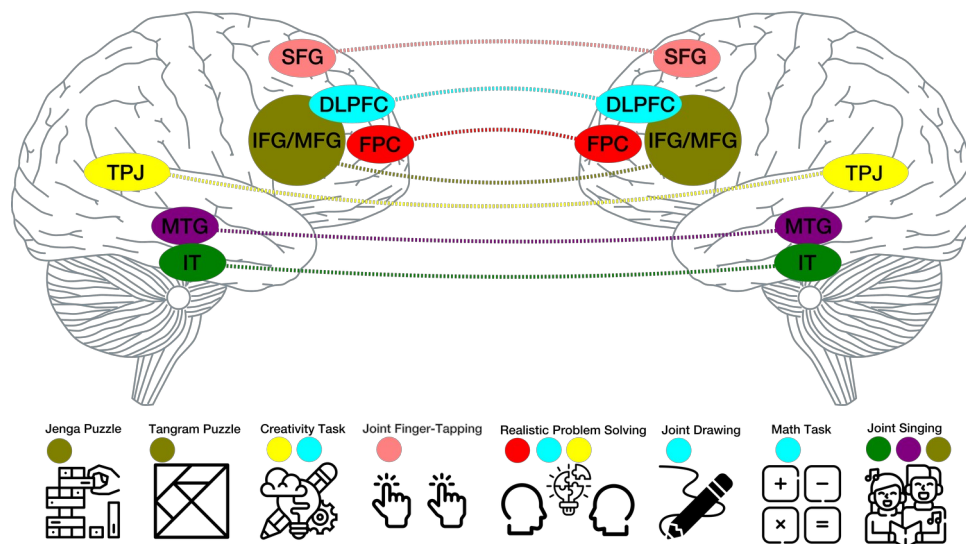 SFG SFG
DLPFC DLPFC
IFG/MFG FPC FPC IFG/MFG
TPJ TPJ
MTG MTG
IT IT
Jenga Puzzle Tangram Puzzle Creativity Task Joint Finger-Tapping Realistic Problem Solving Joint Drawing Math Task Joint Singing
+ −
× =